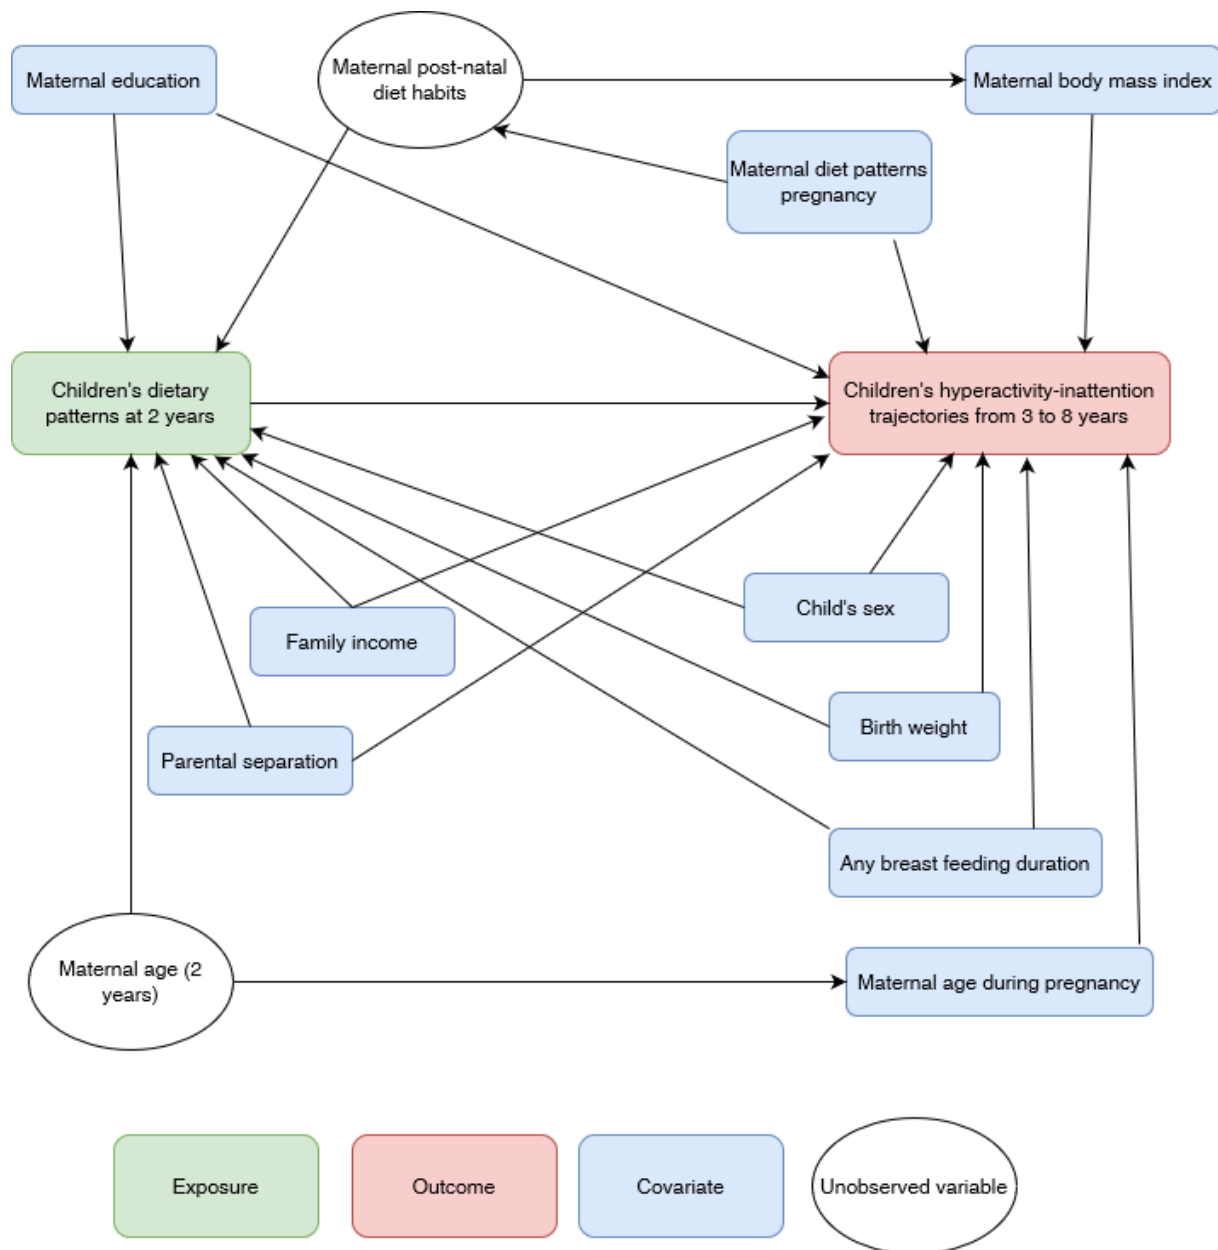 Maternal education
Maternal post-natal
diet habits
Maternal body mass index
Maternal diet patterns
pregnancy
Children's dietary
patterns at 2 years
Children's hyperactivity-inattention
trajectories from 3 to 8 years
Child's sex
Family income
Birth weight
Parental separation
Any breast feeding duration
Maternal age (2
years)
Maternal age during pregnancy
Exposure
Outcome
Covariate
Unobserved variable